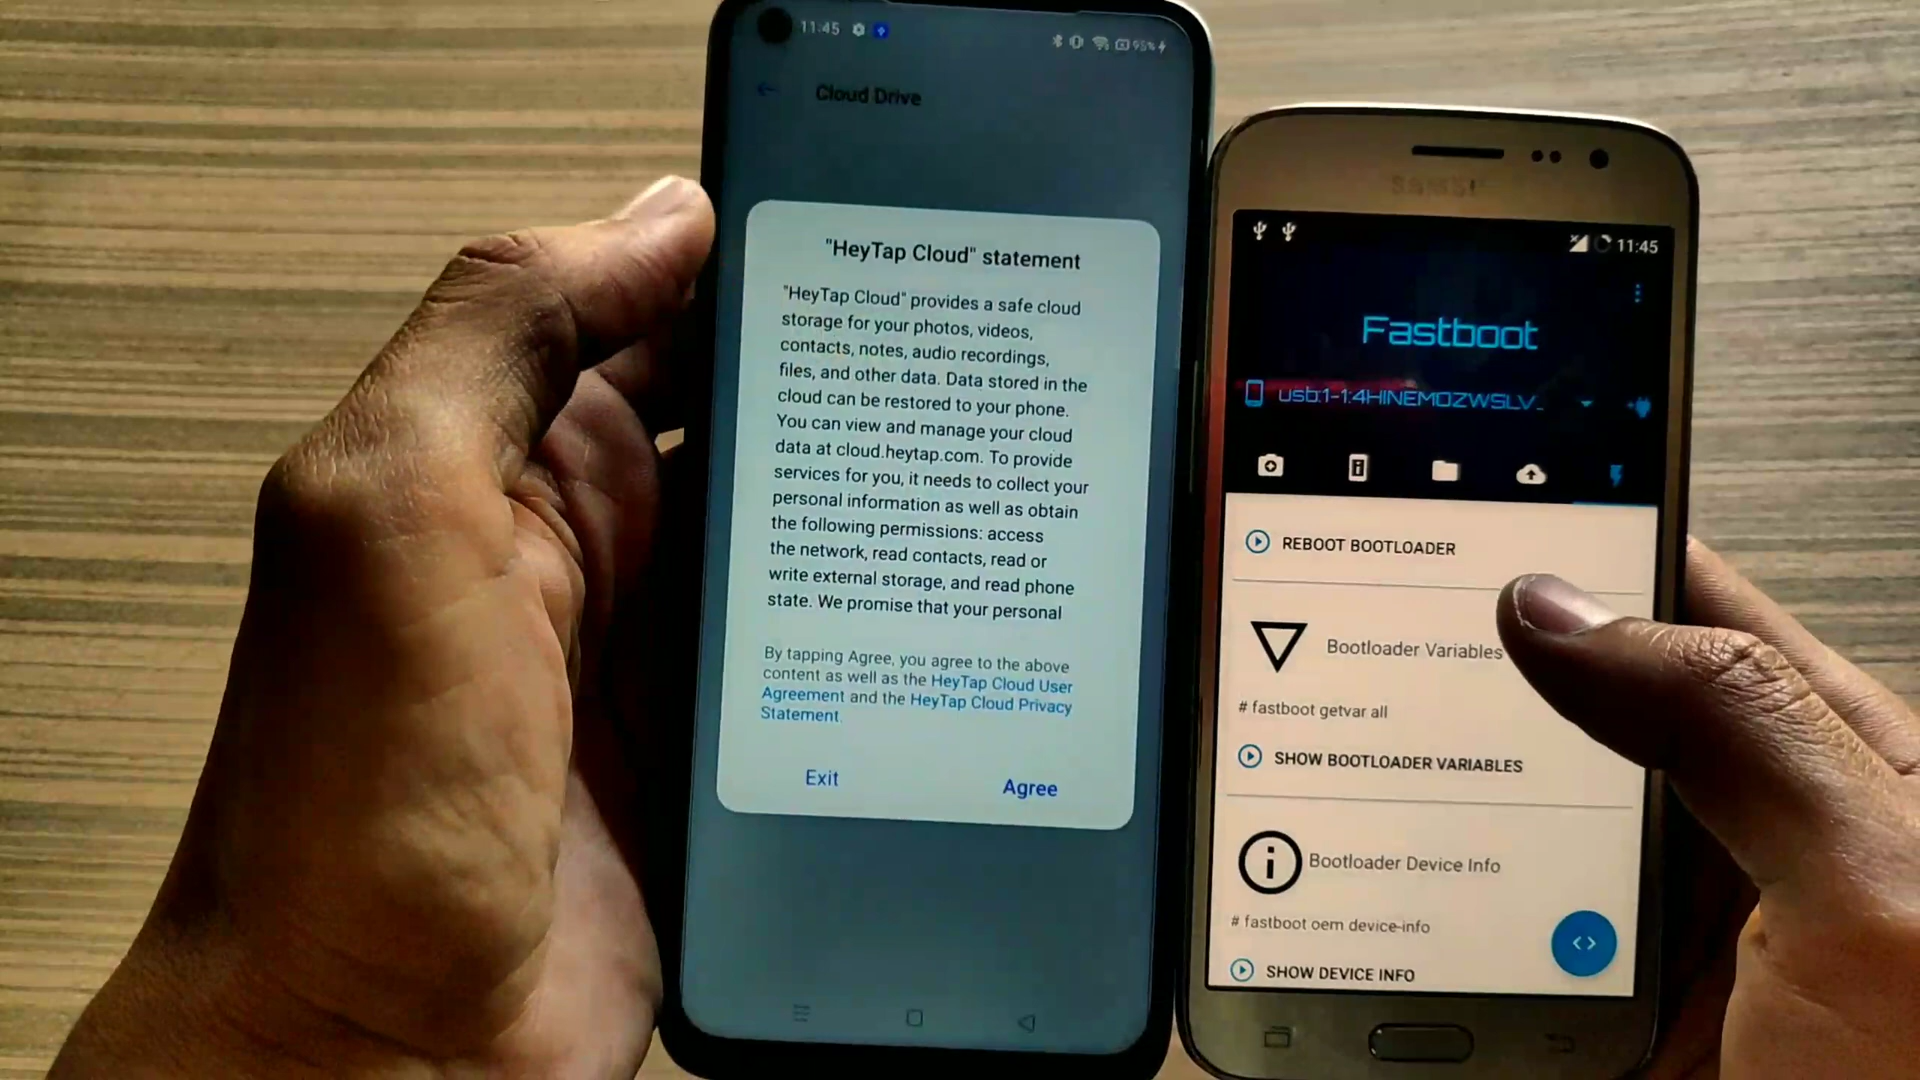 11:45
95%
Cloud Drive
"HeyTap Cloud" statement
"HeyTap Cloud" provides a safe cloud
storage for your photos, videos,
contacts, notes, audio recordings,
files, and other data. Data stored in the
cloud can be restored to your phone.
You can view and manage your cloud
data at cloud.heytap.com. To provide
services for you, it needs to collect your
personal information as well as obtain
the following permissions: access
the network, read contacts, read or
write external storage, and read phone
state. We promise that your personal
By tapping Agree, you agree to the above
content as well as the HeyTap Cloud User
Agreement and the HeyTap Cloud Privacy
Statement.
Exit
Agree
11:45
Fastboot
REBOOT BOOTLOADER
Bootloader Variables
# fastboot getvar all
SHOW BOOTLOADER VARIABLES
Bootloader Device Info
# fastboot oem device-info
SHOW DEVICE INFO